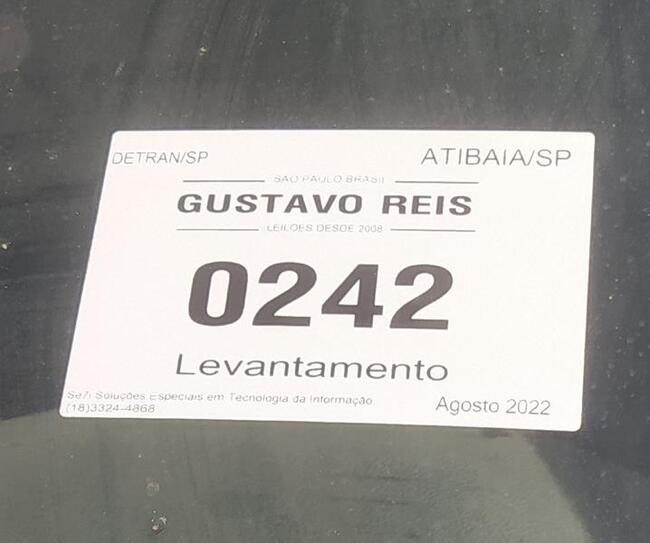 DETRAN/SP ATIBAIA/SP
SÃO PAULO BRASIL
GUSTAVO REIS
LEILÕES DESDE 2008
0242
Levantamento
Soluções Especiais em Tecnologia da Informação
(18)3324-4868 Agosto 2022